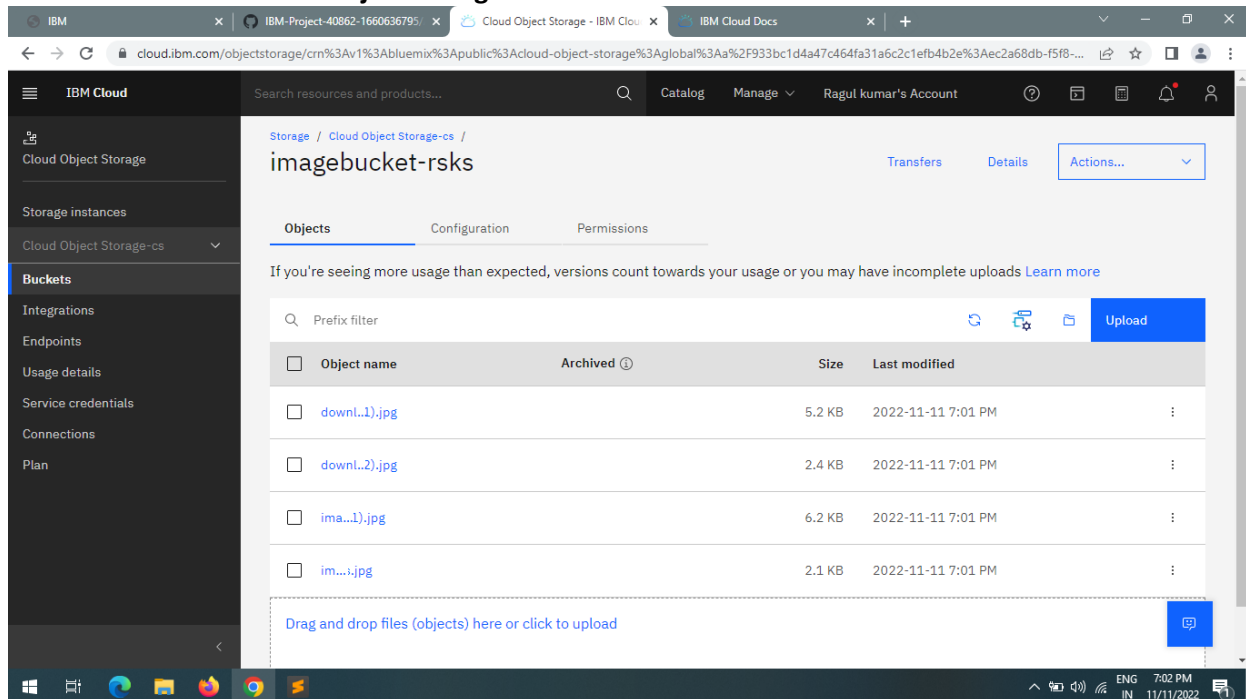 IBM
IBM-Project-40862-1660636795/
Cloud Object Storage - IBM Clou
IBM Cloud Docs
cloud.ibm.com/objectstorage/crn%3Av1%3Abluemix%3Apublic%3Acloud-object-storage%3Aglobal%3Aa%2F933bc1d4a47c464fa31a6c2c1efb4b2e%3Aec2a68db-f5f8-...
IBM Cloud
Search resources and products...
Catalog
Manage
Ragul kumar's Account
Cloud Object Storage
Storage instances
Cloud Object Storage-cs
Buckets
Integrations
Endpoints
Usage details
Service credentials
Connections
Plan
Storage / Cloud Object Storage-cs /
imagebucket-rsks
Transfers
Details
Actions...
Objects
Configuration
Permissions
If you're seeing more usage than expected, versions count towards your usage or you may have incomplete uploads Learn more
Prefix filter
Upload
Object name Archived Size Last modified
downl..1).jpg 5.2 KB 2022-11-11 7:01 PM
downl..2).jpg 2.4 KB 2022-11-11 7:01 PM
ima...1).jpg 6.2 KB 2022-11-11 7:01 PM
im...s.jpg 2.1 KB 2022-11-11 7:01 PM
Drag and drop files (objects) here or click to upload
ENG
IN
7:02 PM
11/11/2022